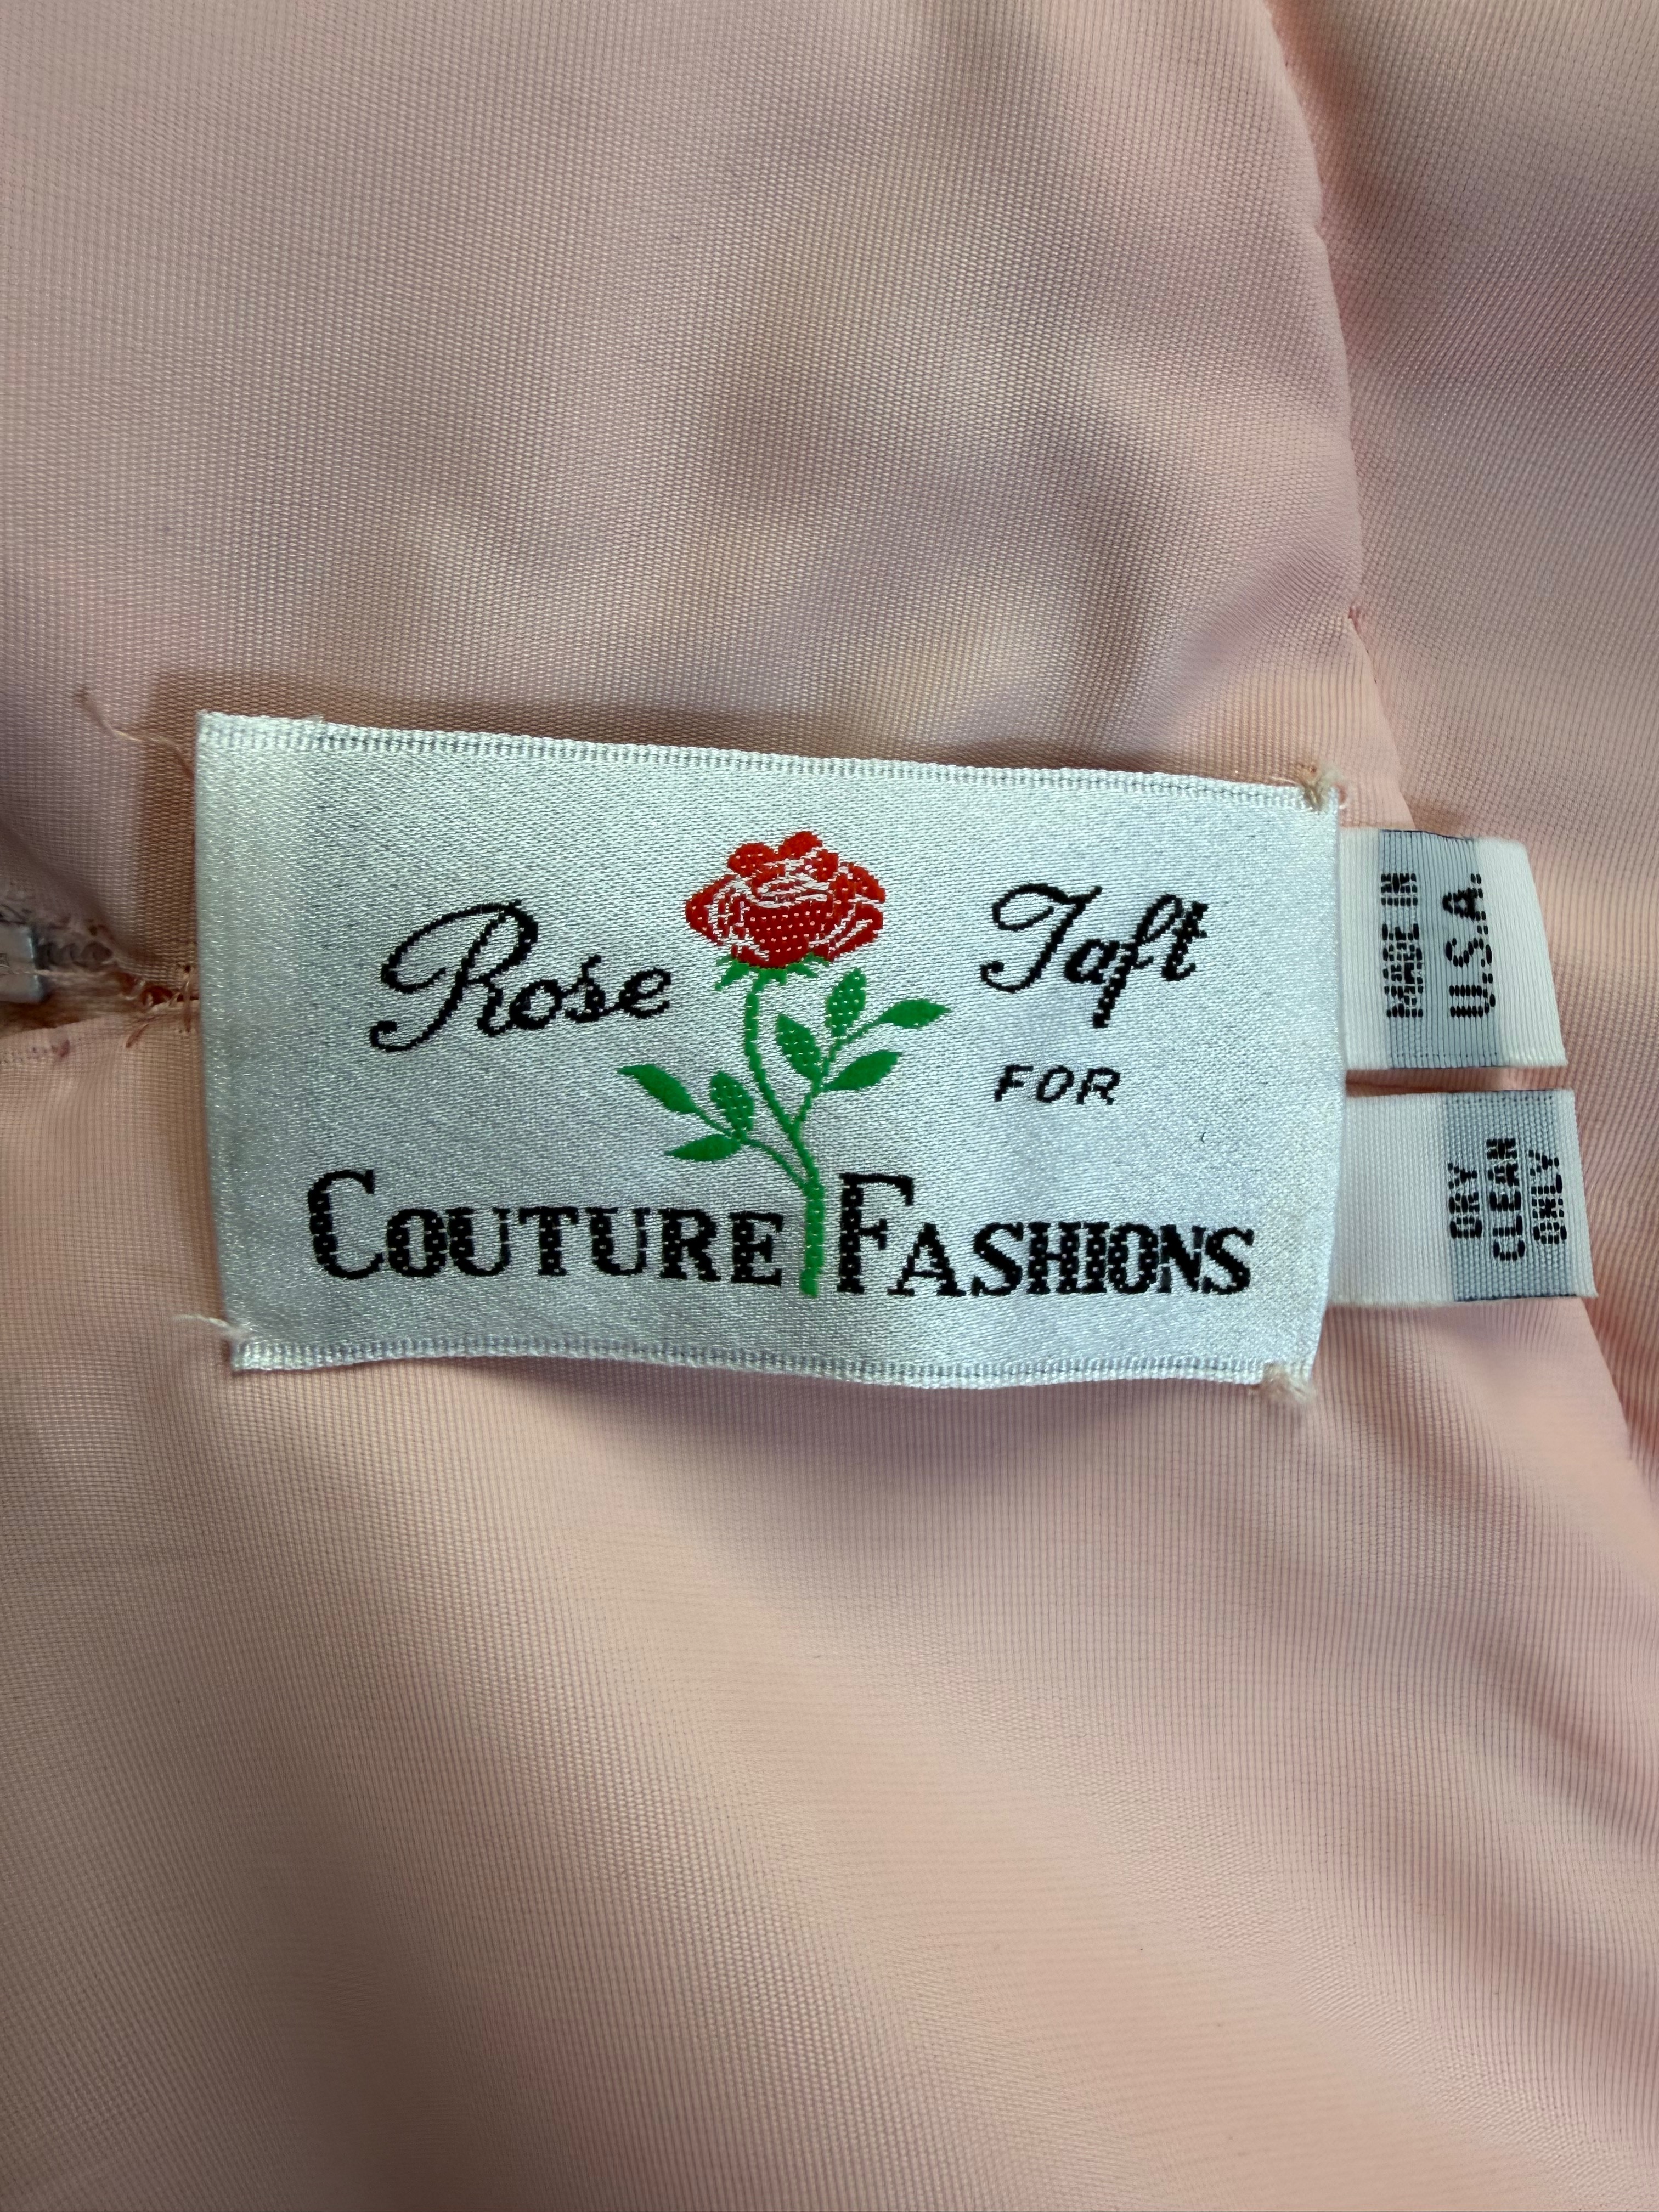 Rose Taft
FOR
COUTURE FASHIONS
MADE IN
U.S.A.
DRY
CLEAN
ONLY